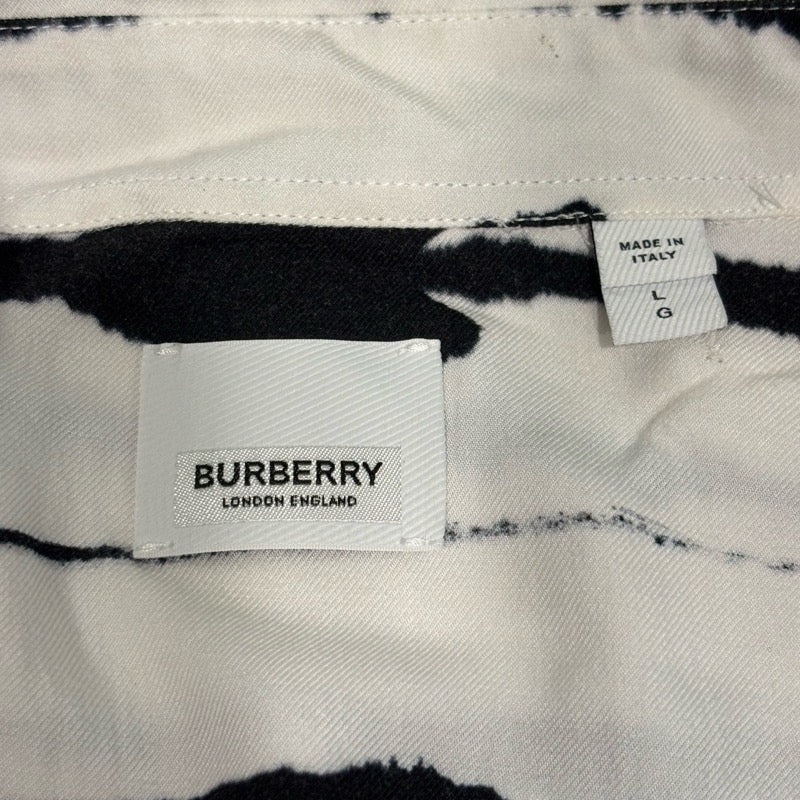 MADE IN
ITALY
L
G
BURBERRY
LONDON ENGLAND